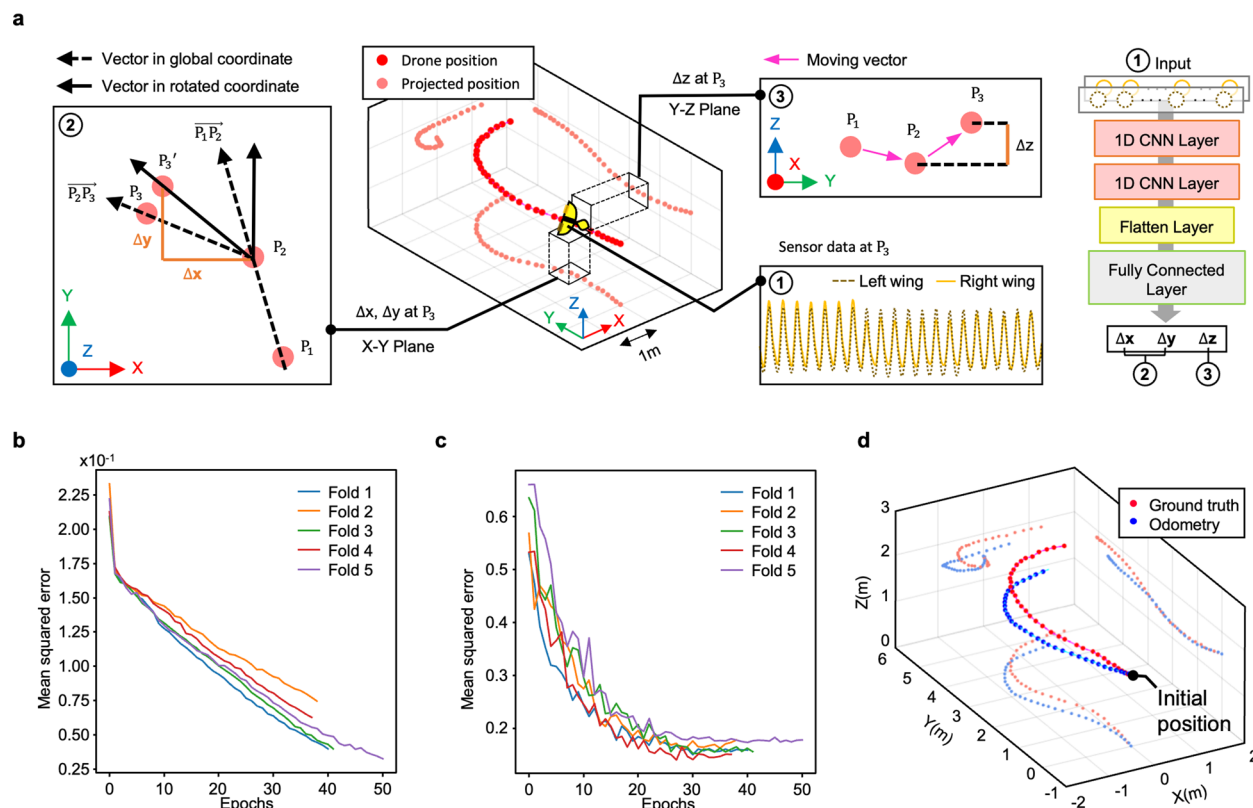 a
Vector in global coordinate
Vector in rotated coordinate
Drone position
Projected position
Δz at P3
Y-Z Plane
Moving vector
1 Input
2
P1P2
P3′
P2P3
P3
P2
Δy
Δx
P1
Y
Z
X
3
P1
P2
P3
Δz
Z
X
Y
1D CNN Layer
1D CNN Layer
Flatten Layer
Fully Connected
Layer
Δx Δy Δz
2 3
Δx, Δy at P3
X-Y Plane
Z
Y
X
1m
Sensor data at P3
1
Left wing
Right wing
b
x10-1
Mean squared error
2.25
2.00
1.75
1.50
1.25
1.00
0.75
0.50
0.25
Fold 1
Fold 2
Fold 3
Fold 4
Fold 5
0 10 20 30 40 50
Epochs
c
Mean squared error
0.6
0.5
0.4
0.3
0.2
Fold 1
Fold 2
Fold 3
Fold 4
Fold 5
0 10 20 30 40 50
Epochs
d
Ground truth
Odometry
Z(m)
3
2
1
0
6
5
4
3
2
1
0
-1
Y(m)
-2
-1
0
1
2
X(m)
Initial
position